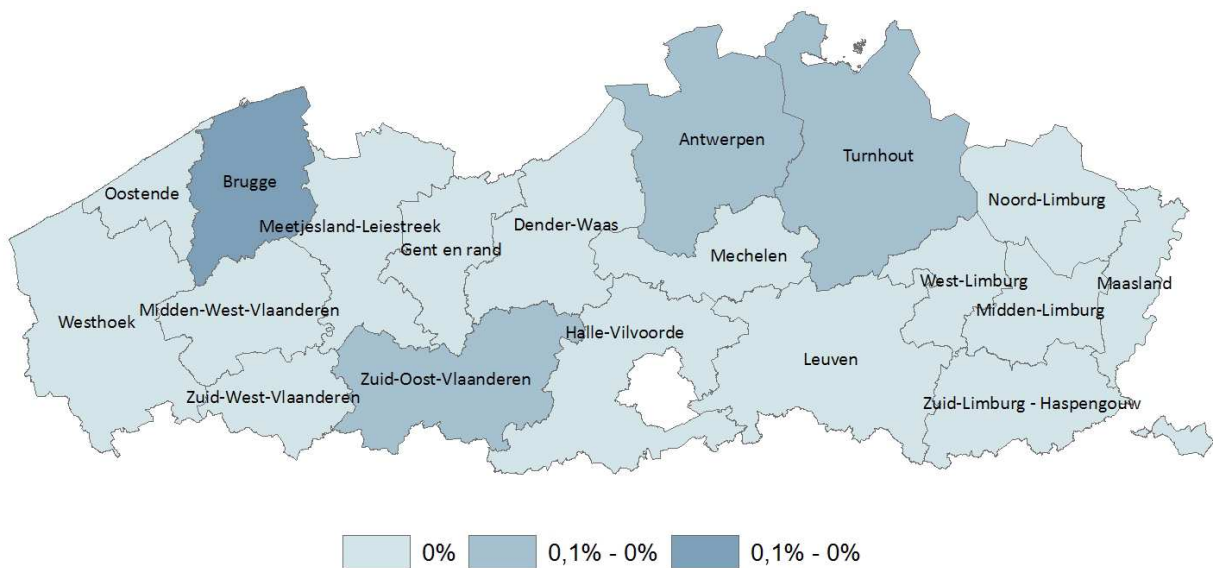 Antwerpen
Turnhout
Brugge
Oostende
Noord-Limburg
Meetjesland-Leiestreek
Dender-Waas
Gent en rand
Mechelen
West-Limburg
Maasland
Midden-West-Vlaanderen
Midden-Limburg
Westhoek
Halle-Vilvoorde
Leuven
Zuid-Oost-Vlaanderen
Zuid-West-Vlaanderen
Zuid-Limburg - Haspengouw
0%
0,1% - 0%
0,1% - 0%